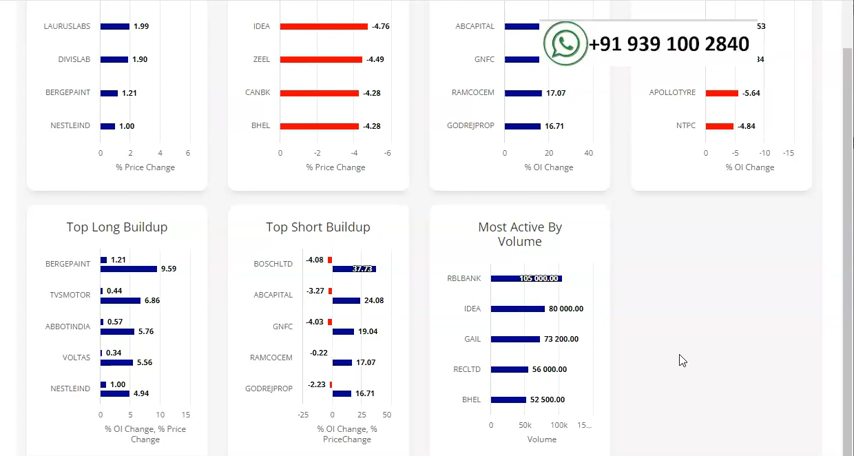 LAURUSLABS 1.99
DIVISLAB 1.90
BERGEPAINT 1.21
NESTLEIND 1.00
0 2 4 6
% Price Change
IDEA -4.76
ZEEL -4.49
CANBK -4.28
BHEL -4.28
0 -2 -4 -6
% Price Change
ABCAPITAL
GNFC
RAMCOCEM 17.07
GODREJPROP 16.71
0 20 40
% OI Change
+91 939 100 2840
APOLLOTYRE -5.64
NTPC -4.84
0 -5 -10 -15
% OI Change
Top Long Buildup
BERGEPAINT 1.21
9.59
TVSMOTOR 0.44
6.86
ABBOTINDIA 0.57
5.76
VOLTAS 0.34
5.56
NESTLEIND 1.00
4.94
0 5 10 15
% OI Change, % Price
Change
Top Short Buildup
BOSCHLTD -4.08
37.73
ABCAPITAL -3.27
24.08
GNFC -4.03
19.04
RAMCOCEM -0.22
17.07
GODREJPROP -2.23
16.71
-25 0 25 50
% OI Change, %
PriceChange
Most Active By
Volume
RBLBANK 105 000.00
IDEA 80 000.00
GAIL 73 200.00
RECLTD 56 000.00
BHEL 52 500.00
0 50k 100k 15...
Volume